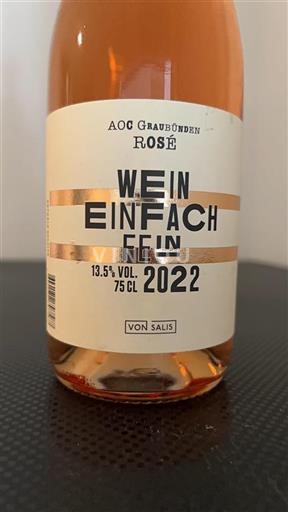 AOC GRAUBÜNDEN
ROSÉ
WEIN
EINFACH
FEIN
13.5% VOL.
75 CL
2022
VON SALIS